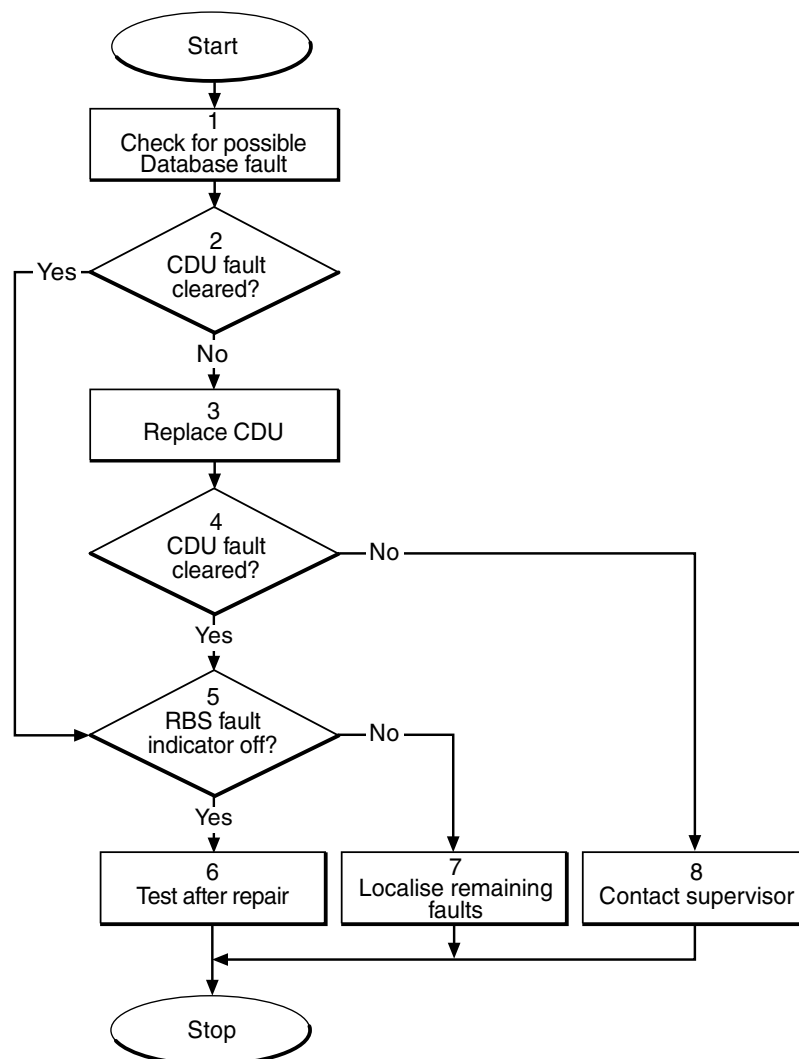 Start
1
Check for possible
Database fault
2
CDU fault
cleared?
Yes
No
3
Replace CDU
4
CDU fault
cleared?
No
Yes
5
RBS fault
indicator off?
No
Yes
6
Test after repair
7
Localise remaining
faults
8
Contact supervisor
Stop